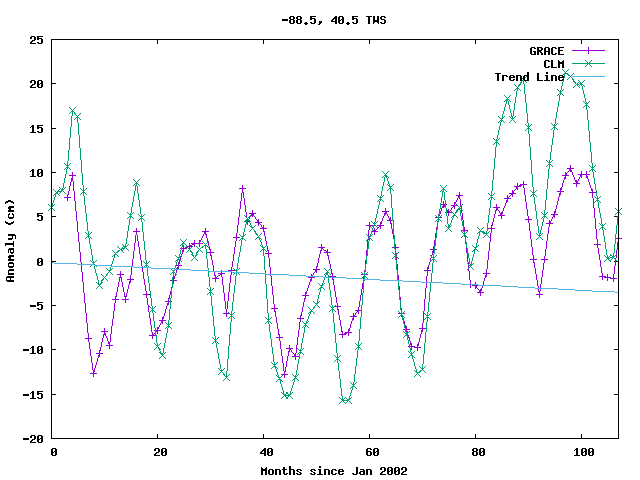 -88.5, 40.5 TWS
GRACE
CLM
Trend Line
25
20
15
10
5
0
-5
-10
-15
-20
Anomaly (cm)
0 20 40 60 80 100
Months since Jan 2002